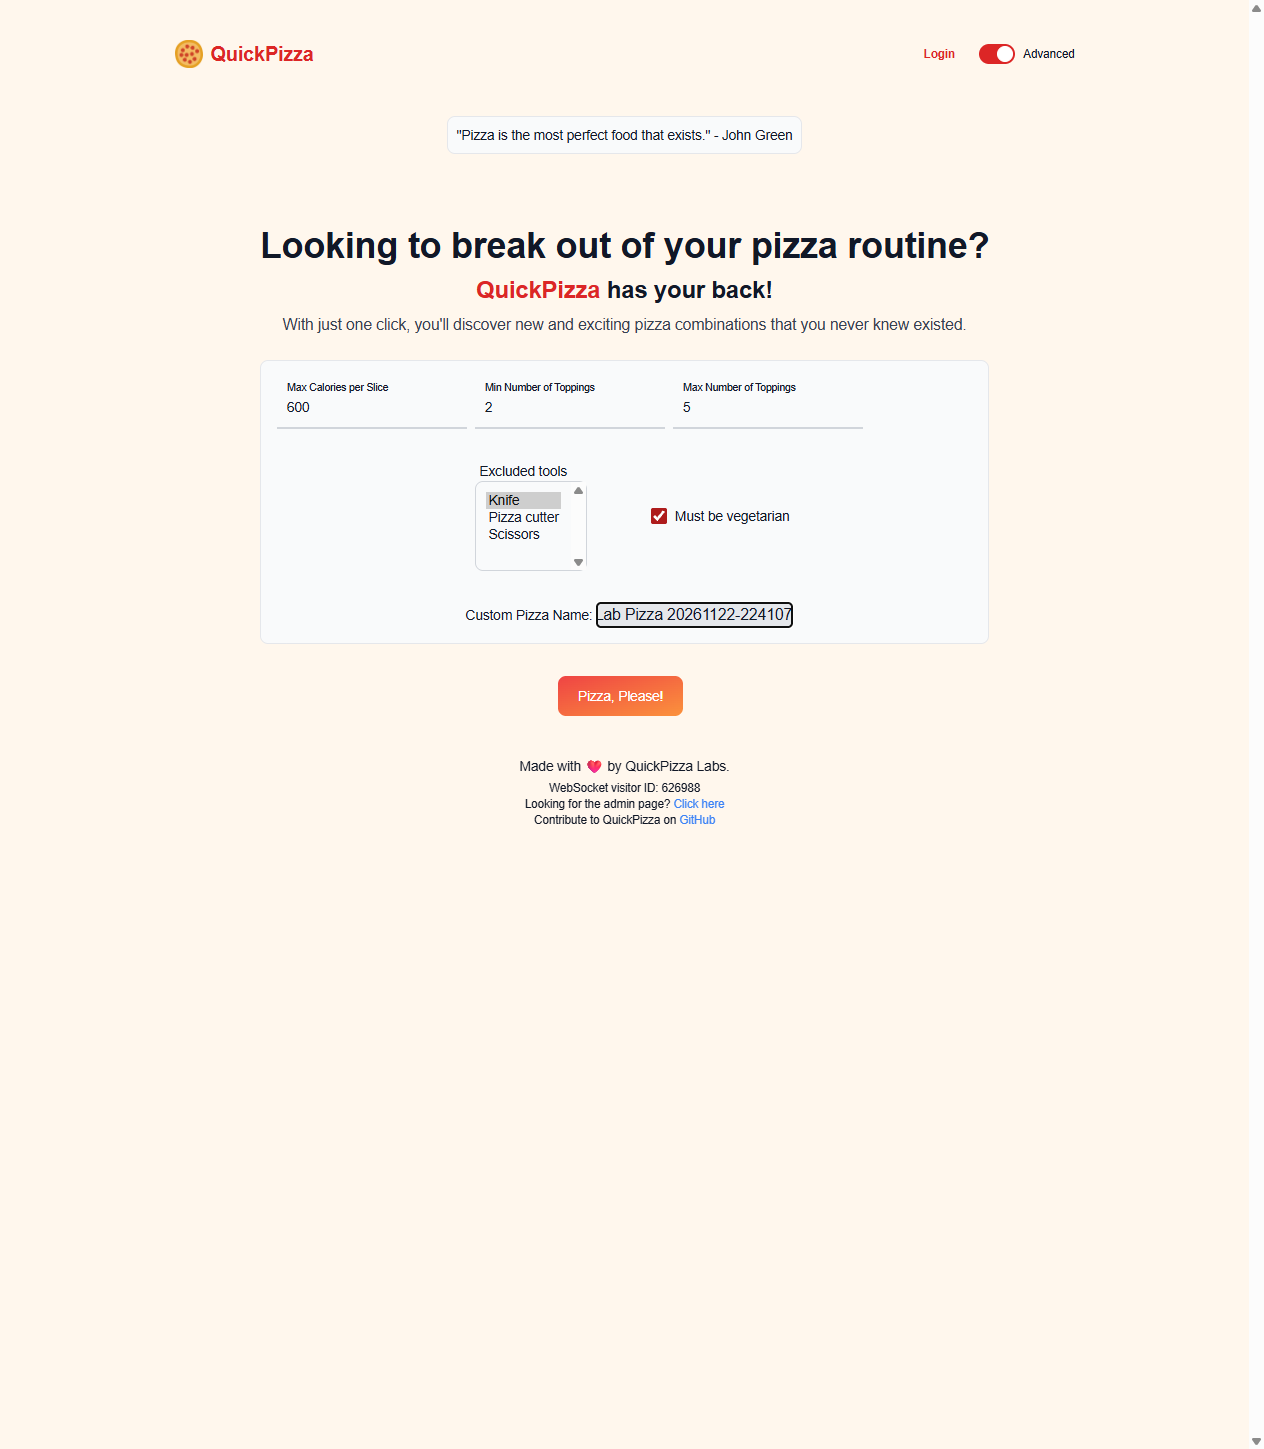 QuickPizza
Login
Advanced
"Pizza is the most perfect food that exists." - John Green
Looking to break out of your pizza routine?
QuickPizza has your back!
With just one click, you'll discover new and exciting pizza combinations that you never knew existed.
Max Calories per Slice
600
Min Number of Toppings
2
Max Number of Toppings
5
Excluded tools
Knife
Pizza cutter
Scissors
Must be vegetarian
Custom Pizza Name: Lab Pizza 20261122-224107
Pizza, Please!
Made with by QuickPizza Labs.
WebSocket visitor ID: 626988
Looking for the admin page? Click here
Contribute to QuickPizza on GitHub